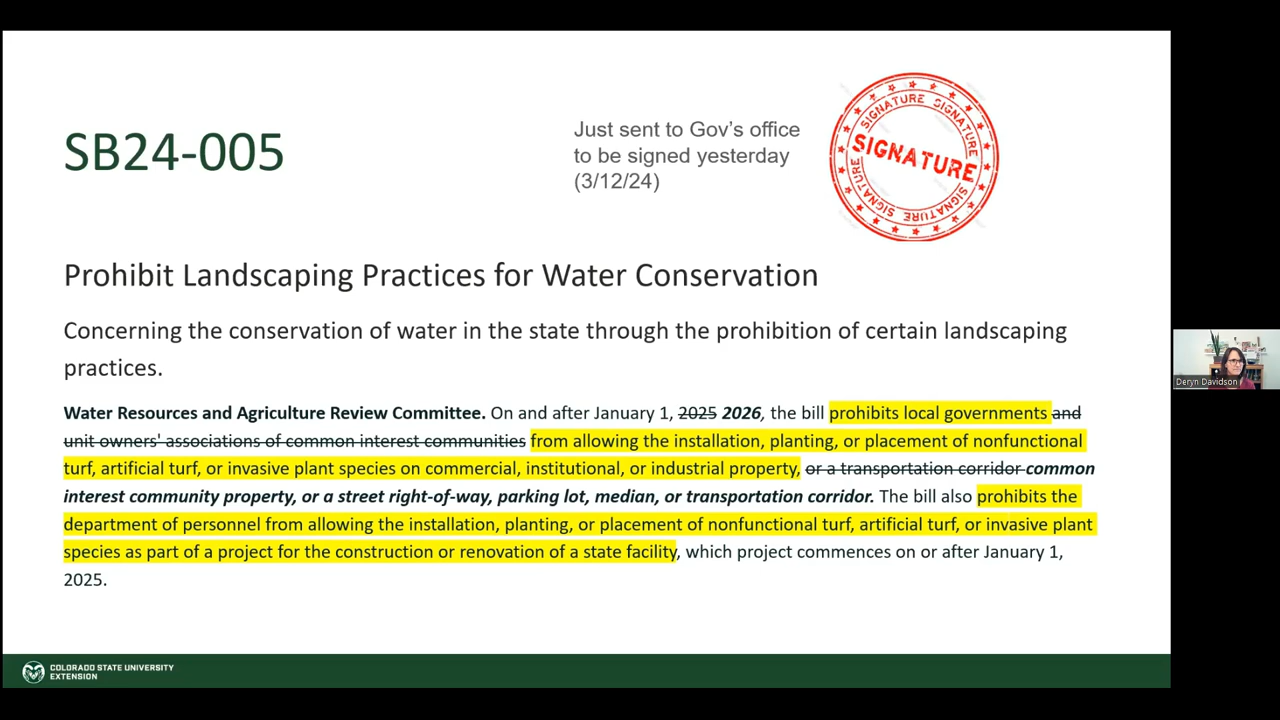 SB24-005
Just sent to Gov's office
to be signed yesterday
(3/12/24)
SIGNATURE SIGNATURE
SIGNATURE
SIGNATURE
SIGNATURE
SIGNATURE SIGNATURE
Prohibit Landscaping Practices for Water Conservation
Concerning the conservation of water in the state through the prohibition of certain landscaping
practices.
Water Resources and Agriculture Review Committee. On and after January 1, 2025 2026, the bill prohibits local governments and
unit owners' associations of common interest communities from allowing the installation, planting, or placement of nonfunctional
turf, artificial turf, or invasive plant species on commercial, institutional, or industrial property, or a transportation corridor common
interest community property, or a street right-of-way, parking lot, median, or transportation corridor. The bill also prohibits the
department of personnel from allowing the installation, planting, or placement of nonfunctional turf, artificial turf, or invasive plant
species as part of a project for the construction or renovation of a state facility, which project commences on or after January 1,
2025.
Deryn Davidson
COLORADO STATE UNIVERSITY
EXTENSION